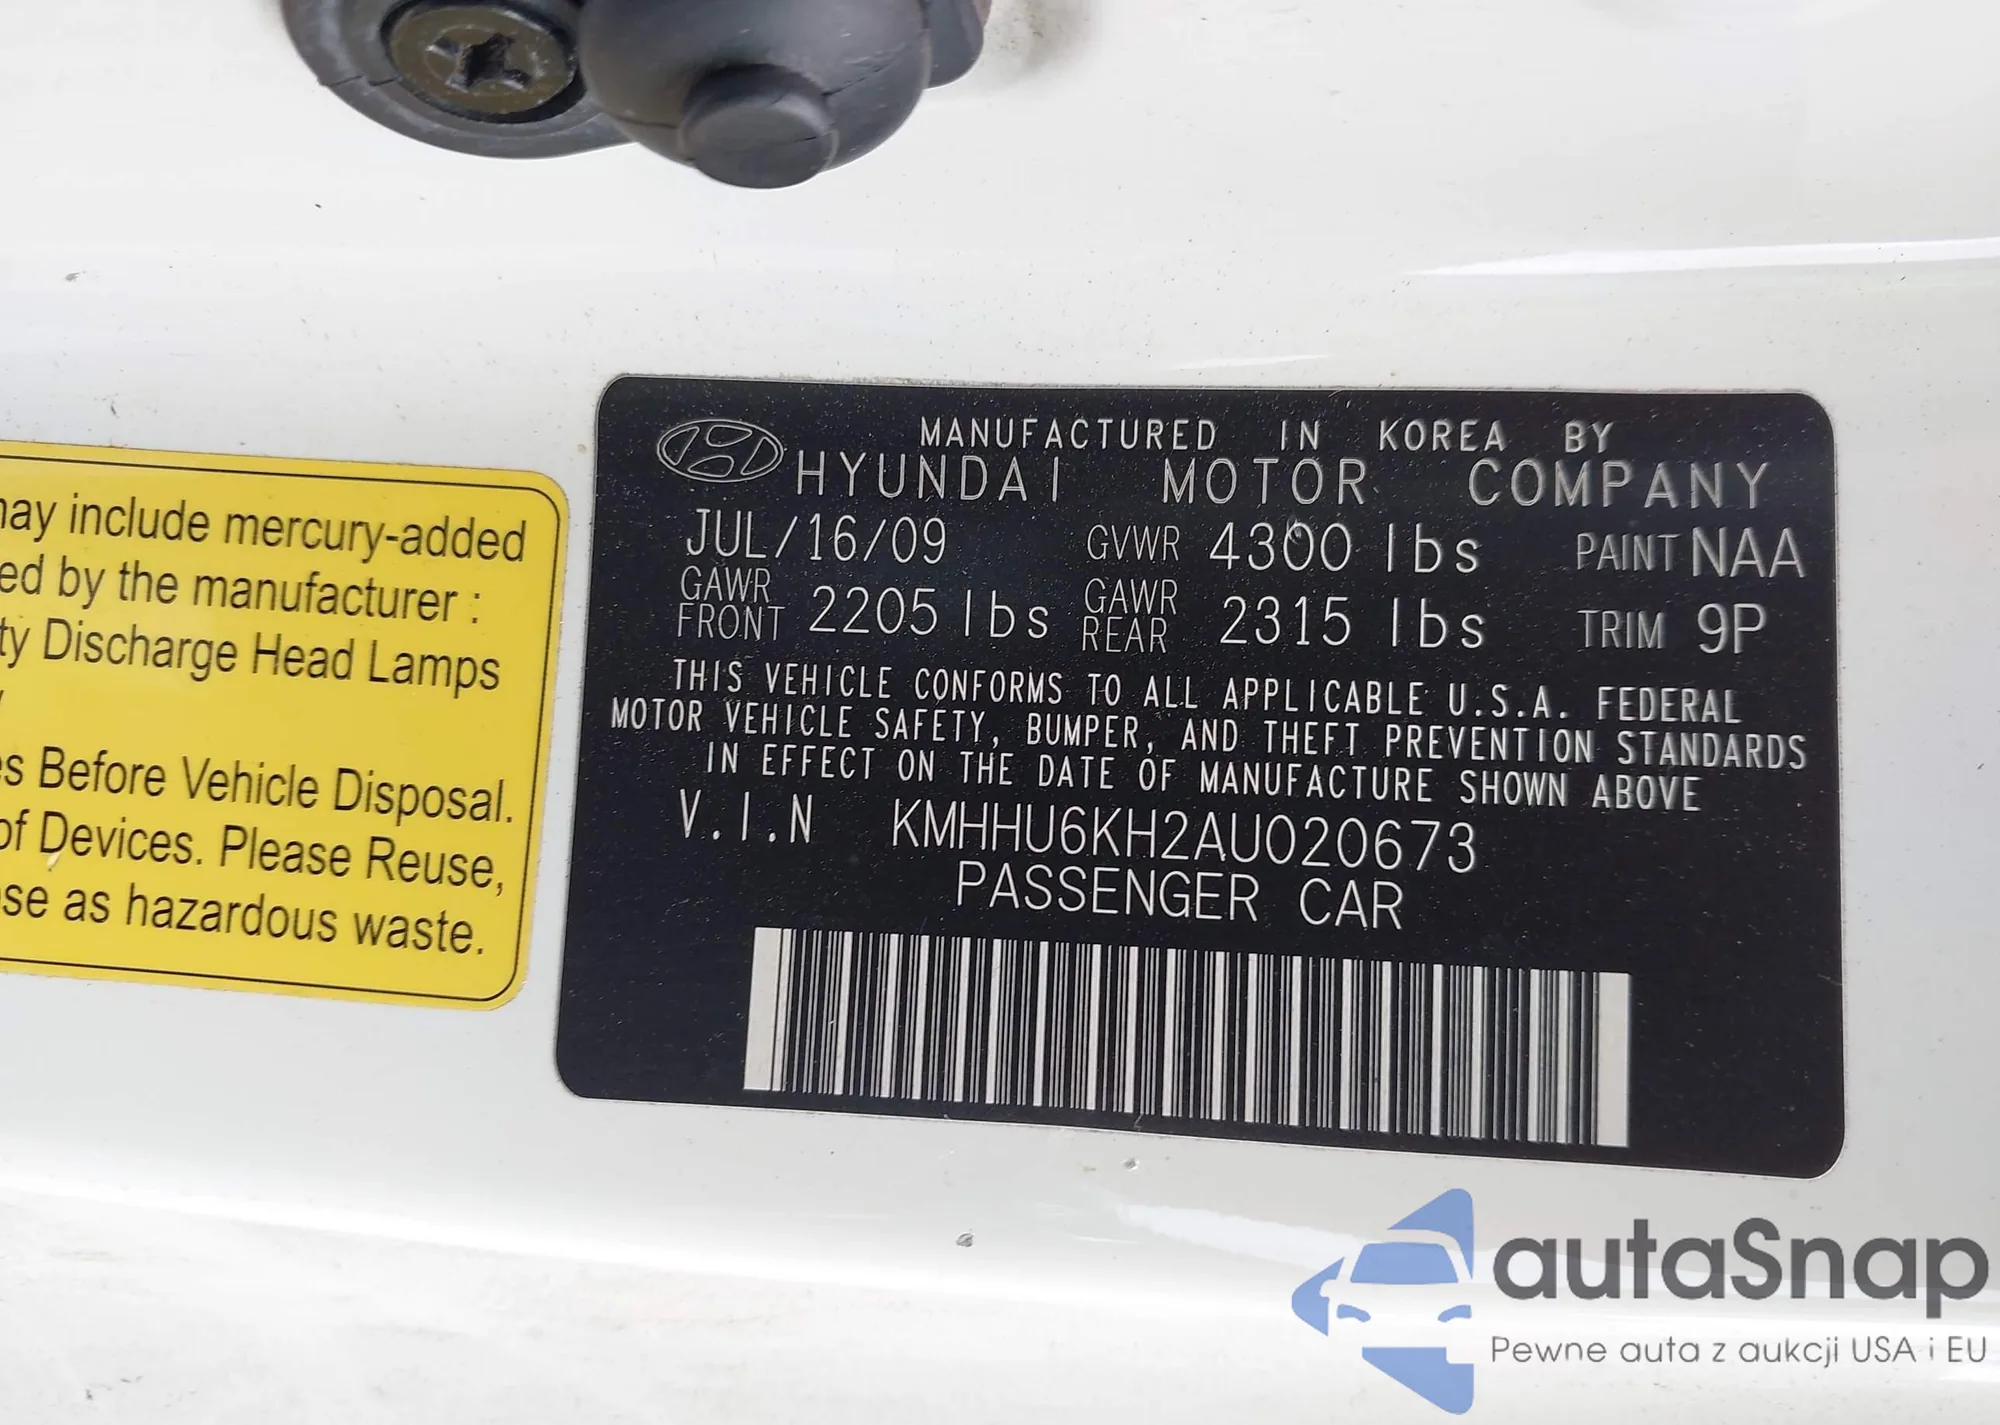 may include mercury-added
ed by the manufacturer :
ty Discharge Head Lamps
es Before Vehicle Disposal.
of Devices. Please Reuse,
se as hazardous waste.
MANUFACTURED IN KOREA BY
HYUNDAI MOTOR COMPANY
JUL/16/09 GVWR 4300 lbs PAINT NAA
GAWR FRONT 2205 lbs GAWR REAR 2315 lbs TRIM 9P
THIS VEHICLE CONFORMS TO ALL APPLICABLE U.S.A. FEDERAL
MOTOR VEHICLE SAFETY, BUMPER, AND THEFT PREVENTION STANDARDS
IN EFFECT ON THE DATE OF MANUFACTURE SHOWN ABOVE
V.I.N KMHHU6KH2AU020673
PASSENGER CAR
autaSnap
Pewne auta z aukcji USA i EU